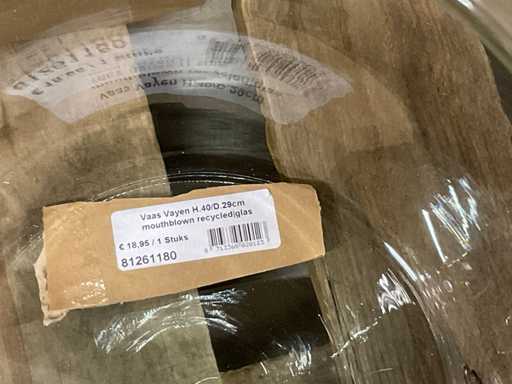 Vaas Vayen H.40/D.29cm
mouthblown recycled|glas
€ 18,95 / 1 Stuks
81261180